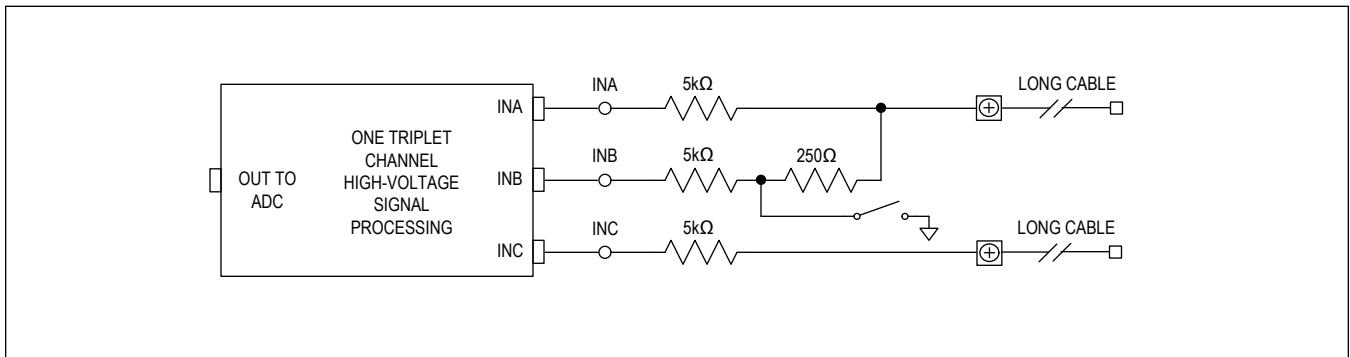 LONG CABLE
INA
5kΩ
INA
ONE TRIPLET
CHANNEL
HIGH-VOLTAGE
SIGNAL
PROCESSING
OUT TO
ADC
INB
INB
5kΩ
250Ω
INC
INC
5kΩ
LONG CABLE